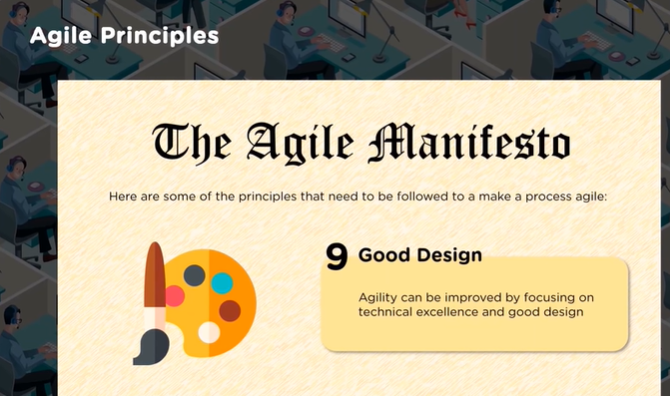 Agile Principles
The Agile Manifesto
Here are some of the principles that need to be followed to a make a process agile:
9 Good Design
Agility can be improved by focusing on
technical excellence and good design